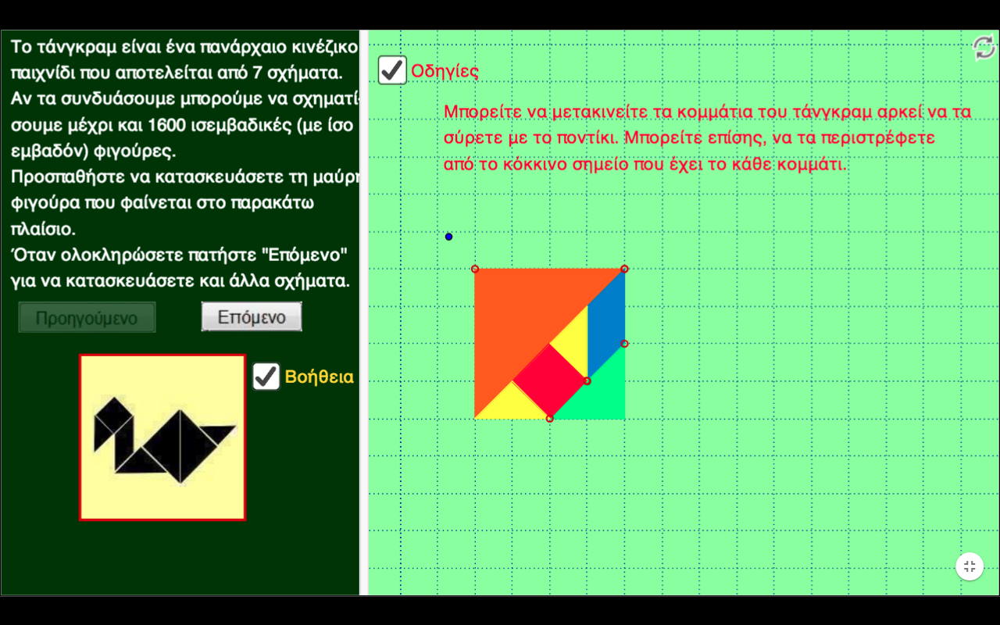 Το τάνγκραμ είναι ένα πανάρχαιο κινέζικο
παιχνίδι που αποτελείται από 7 σχήματα.
Αν τα συνδυάσουμε μπορούμε να σχηματί-
σουμε μέχρι και 1600 ισεμβαδικές (με ίσο
εμβαδόν) φιγούρες.
Προσπαθήστε να κατασκευάσετε τη μαύρη
φιγούρα που φαίνεται στο παρακάτω
πλαίσιο.
Όταν ολοκληρώσετε πατήστε "Επόμενο"
για να κατασκευάσετε και άλλα σχήματα.
Προηγούμενο
Επόμενο
Βοήθεια
Οδηγίες
Μπορείτε να μετακινείτε τα κομμάτια του τάνγκραμ αρκεί να τα
σύρετε με το ποντίκι. Μπορείτε επίσης, να τα περιστρέφετε
από το κόκκινο σημείο που έχει το κάθε κομμάτι.